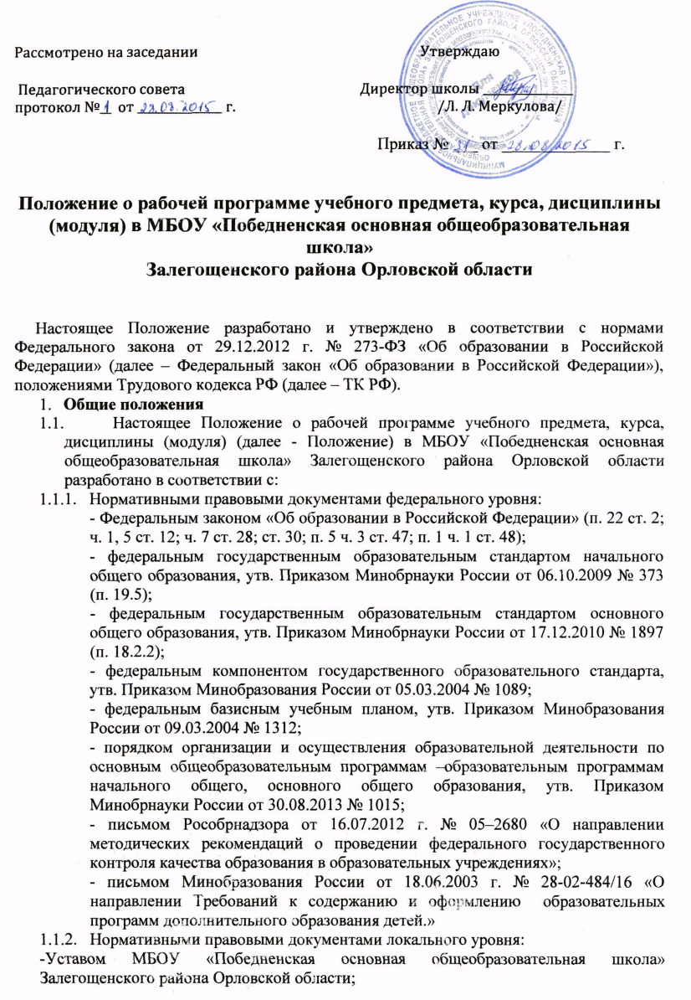 Рассмотрено на заседании
Утверждаю
Педагогического совета
Директор школы ___________
протокол №1 от 28.08.2015 г.
/Л. Л. Меркулова/
Приказ № 31 от 28.08.2015 г.
Для документов
Положение о рабочей программе учебного предмета, курса, дисциплины
(модуля) в МБОУ «Победненская основная общеобразовательная
школа»
Залегощенского района Орловской области
Настоящее Положение разработано и утверждено в соответствии с нормами
Федерального закона от 29.12.2012 г. № 273-ФЗ «Об образовании в Российской
Федерации» (далее – Федеральный закон «Об образовании в Российской Федерации»),
положениями Трудового кодекса РФ (далее – ТК РФ).
1. Общие положения
1.1. Настоящее Положение о рабочей программе учебного предмета, курса,
дисциплины (модуля) (далее - Положение) в МБОУ «Победненская основная
общеобразовательная школа» Залегощенского района Орловской области
разработано в соответствии с:
1.1.1. Нормативными правовыми документами федерального уровня:
- Федеральным законом «Об образовании в Российской Федерации» (п. 22 ст. 2;
ч. 1, 5 ст. 12; ч. 7 ст. 28; ст. 30; п. 5 ч. 3 ст. 47; п. 1 ч. 1 ст. 48);
- федеральным государственным образовательным стандартом начального
общего образования, утв. Приказом Минобрнауки России от 06.10.2009 № 373
(п. 19.5);
- федеральным государственным образовательным стандартом основного
общего образования, утв. Приказом Минобрнауки России от 17.12.2010 № 1897
(п. 18.2.2);
- федеральным компонентом государственного образовательного стандарта,
утв. Приказом Минобразования России от 05.03.2004 № 1089;
- федеральным базисным учебным планом, утв. Приказом Минобразования
России от 09.03.2004 № 1312;
- порядком организации и осуществления образовательной деятельности по
основным общеобразовательным программам –образовательным программам
начального общего, основного общего образования, утв. Приказом
Минобрнауки России от 30.08.2013 № 1015;
- письмом Рособрнадзора от 16.07.2012 г. № 05–2680 «О направлении
методических рекомендаций о проведении федерального государственного
контроля качества образования в образовательных учреждениях»;
- письмом Минобразования России от 18.06.2003 г. № 28-02-484/16 «О
направлении Требований к содержанию и оформлению образовательных
программ дополнительного образования детей.»
1.1.2. Нормативными правовыми документами локального уровня:
-Уставом МБОУ «Победненская основная общеобразовательная школа»
Залегощенского района Орловской области;